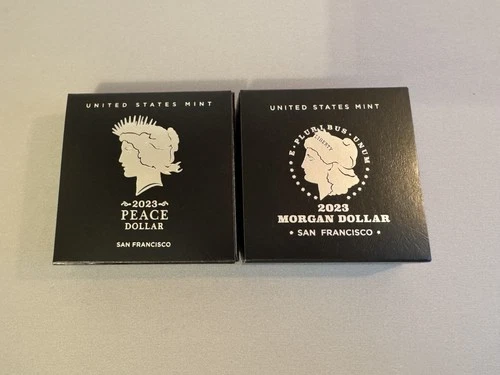 UNITED STATES MINT
2023
PEACE
DOLLAR
SAN FRANCISCO
UNITED STATES MINT
E · PLURIBUS · UNUM
LIBERTY
2023
MORGAN DOLLAR
• SAN FRANCISCO •